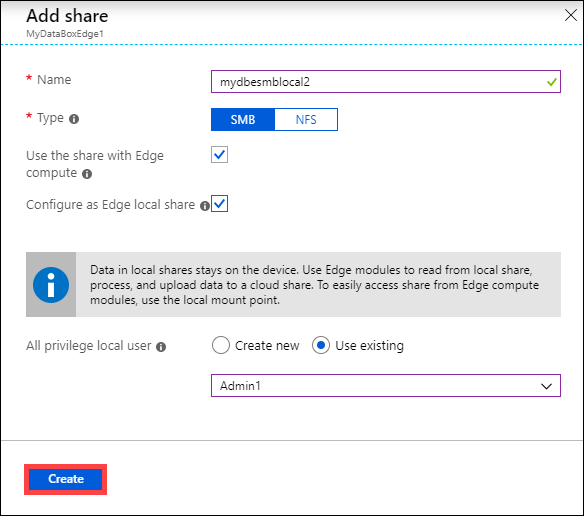 Add share
MyDataBoxEdge1
* Name
mydbesmblocal2
* Type
SMB
NFS
Use the share with Edge
compute
Configure as Edge local share
Data in local shares stays on the device. Use Edge modules to read from local share,
process, and upload data to a cloud share. To easily access share from Edge compute
modules, use the local mount point.
All privilege local user
Create new
Use existing
Admin1
Create